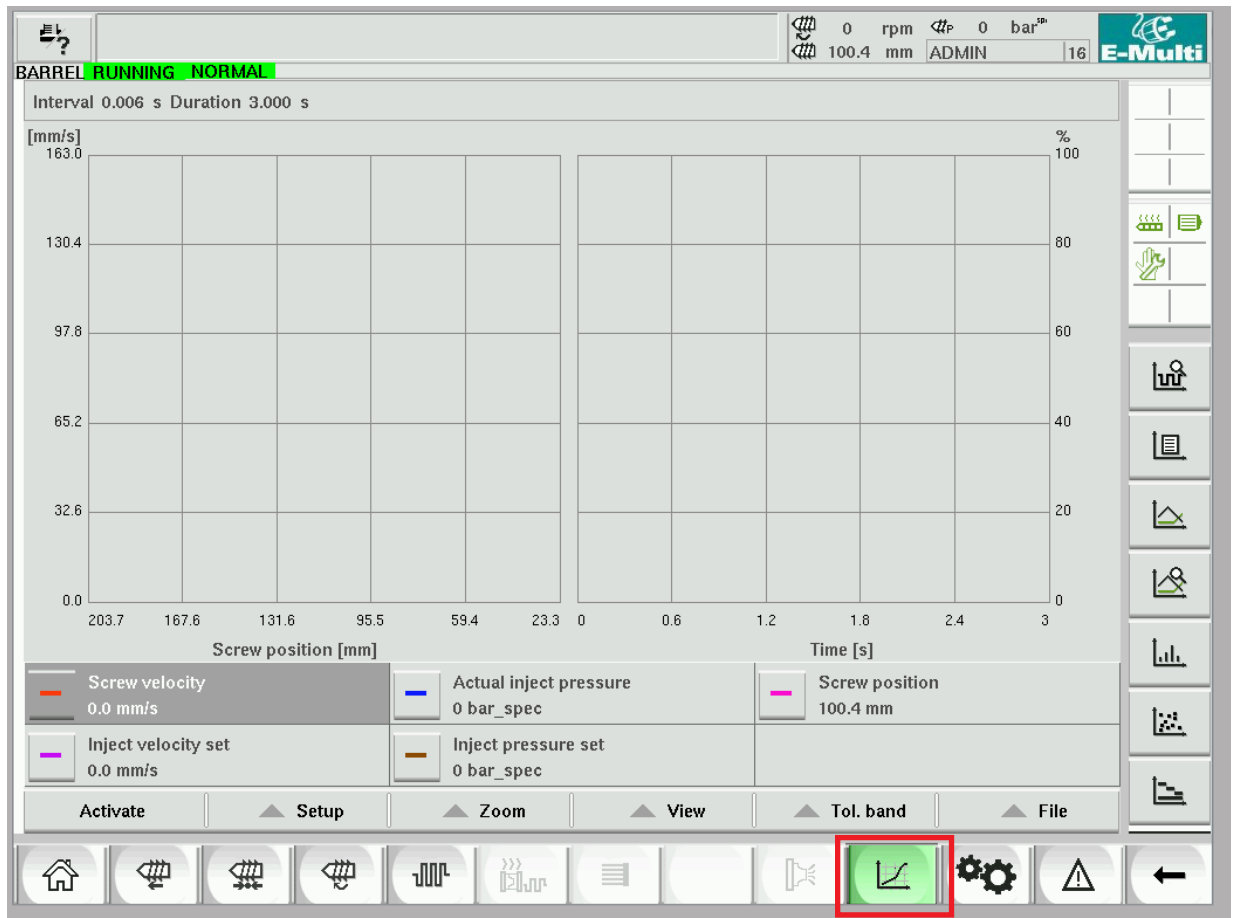 ?
0 rpm P 0 bar spe
100.4 mm ADMIN 16
E-Multi
BARREL RUNNING NORMAL
Interval 0.006 s Duration 3.000 s
[mm/s] %
163.0 100
130.4 80
97.8 60
65.2 40
32.6 20
0.0 0
203.7 167.6 131.6 95.5 59.4 23.3 0 0.6 1.2 1.8 2.4 3
Screw position [mm] Time [s]
Screw velocity
0.0 mm/s
Actual inject pressure
0 bar_spec
Screw position
100.4 mm
Inject velocity set
0.0 mm/s
Inject pressure set
0 bar_spec
Activate Setup Zoom View Tol. band File